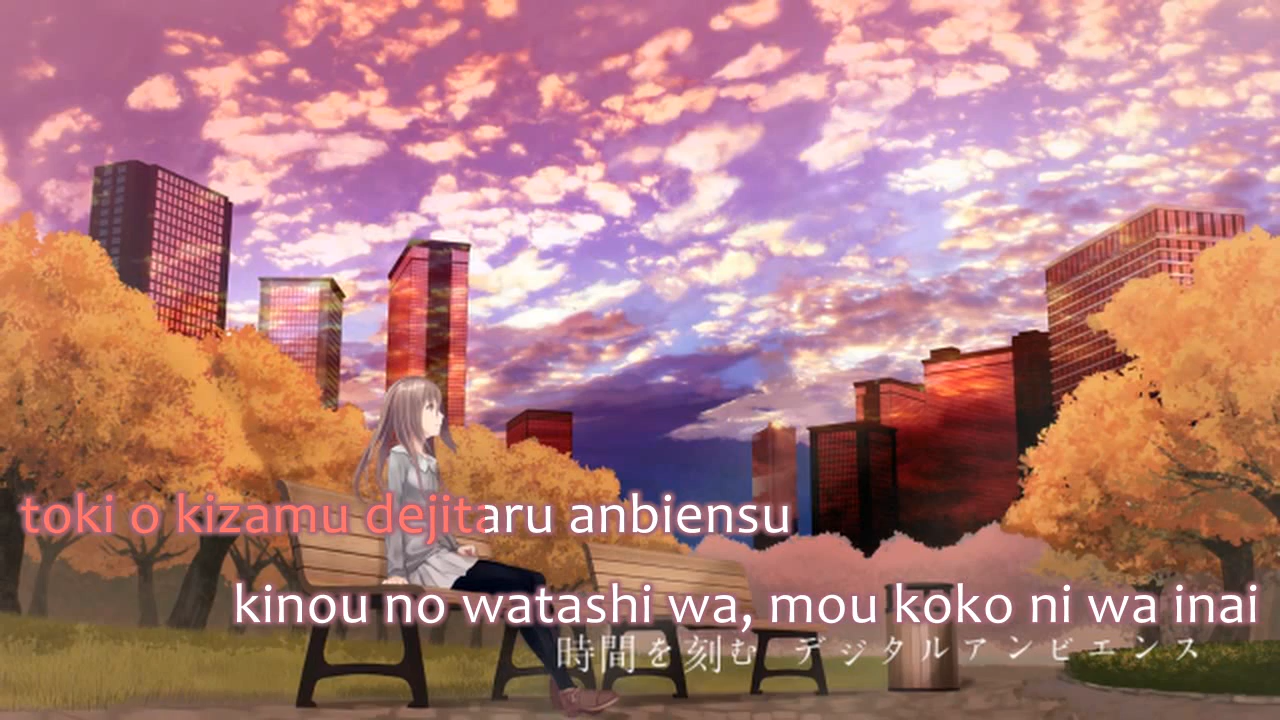 toki o kizamu dejitaru anbiensu
kinou no watashi wa, mou koko ni wa inai
時間を刻む デジタルアンビエンス